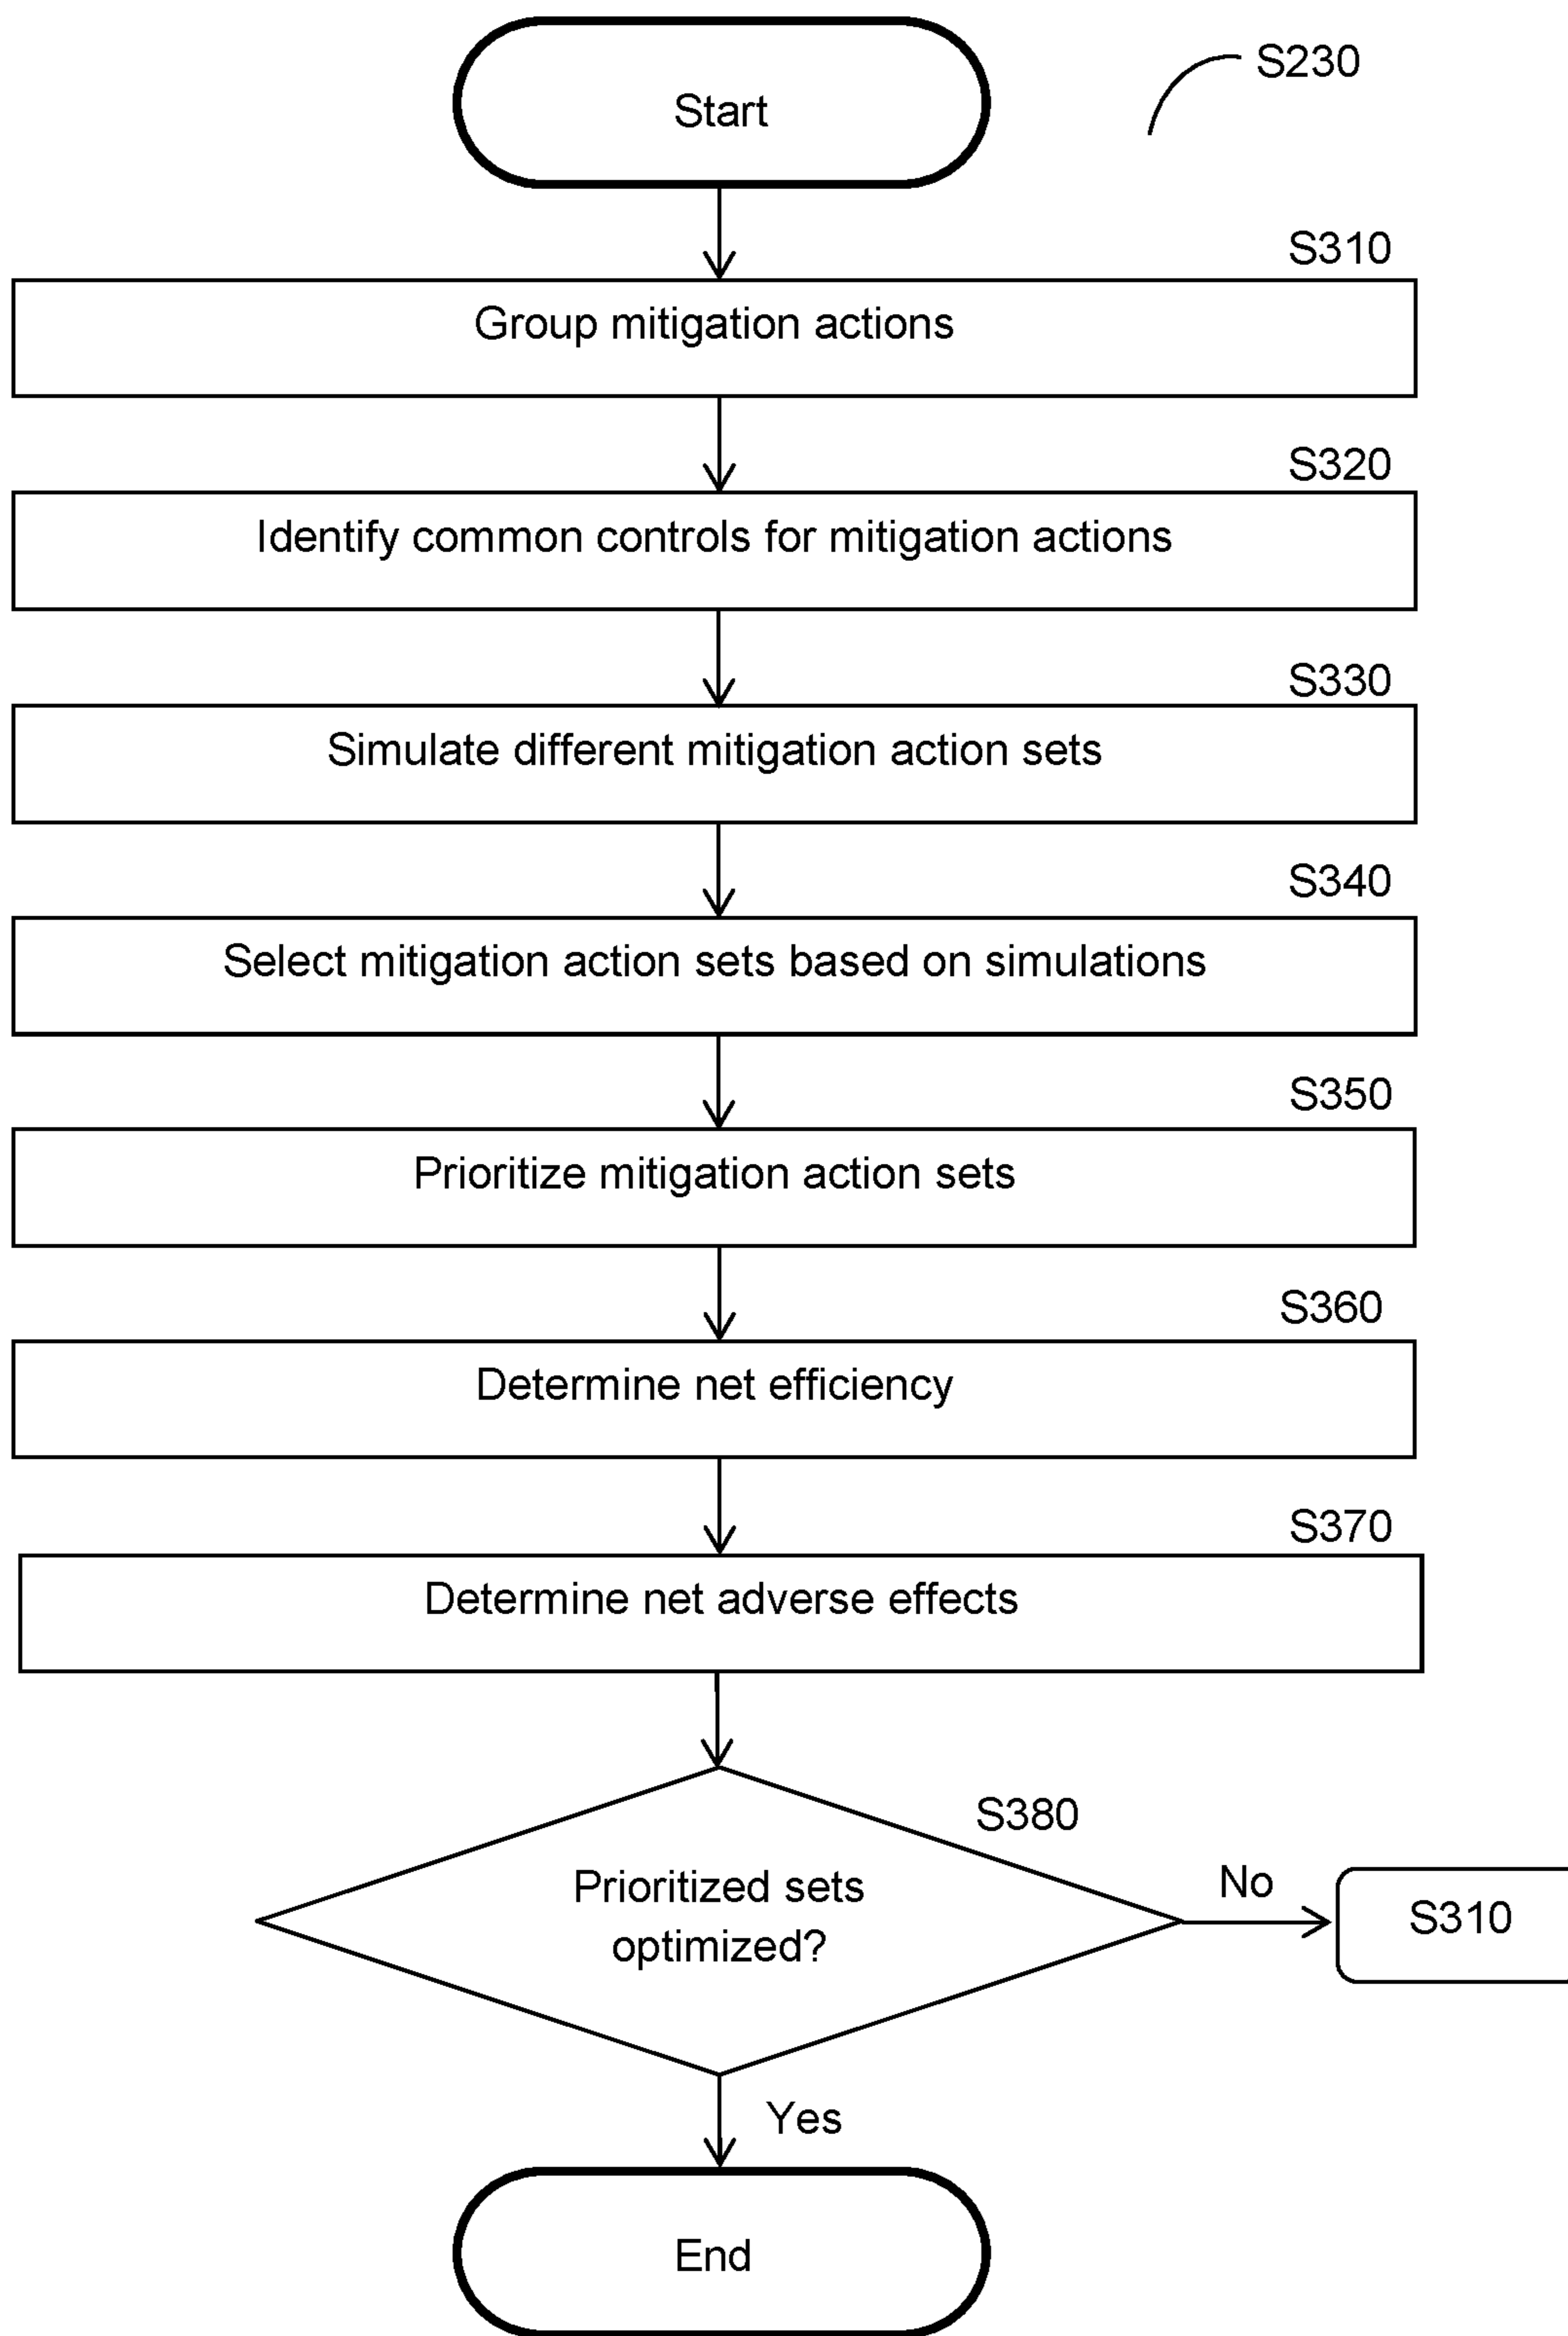 Start
S230
S310
Group mitigation actions
S320
Identify common controls for mitigation actions
S330
Simulate different mitigation action sets
S340
Select mitigation action sets based on simulations
S350
Prioritize mitigation action sets
S360
Determine net efficiency
S370
Determine net adverse effects
S380
Prioritized sets
optimized?
No
S310
Yes
End